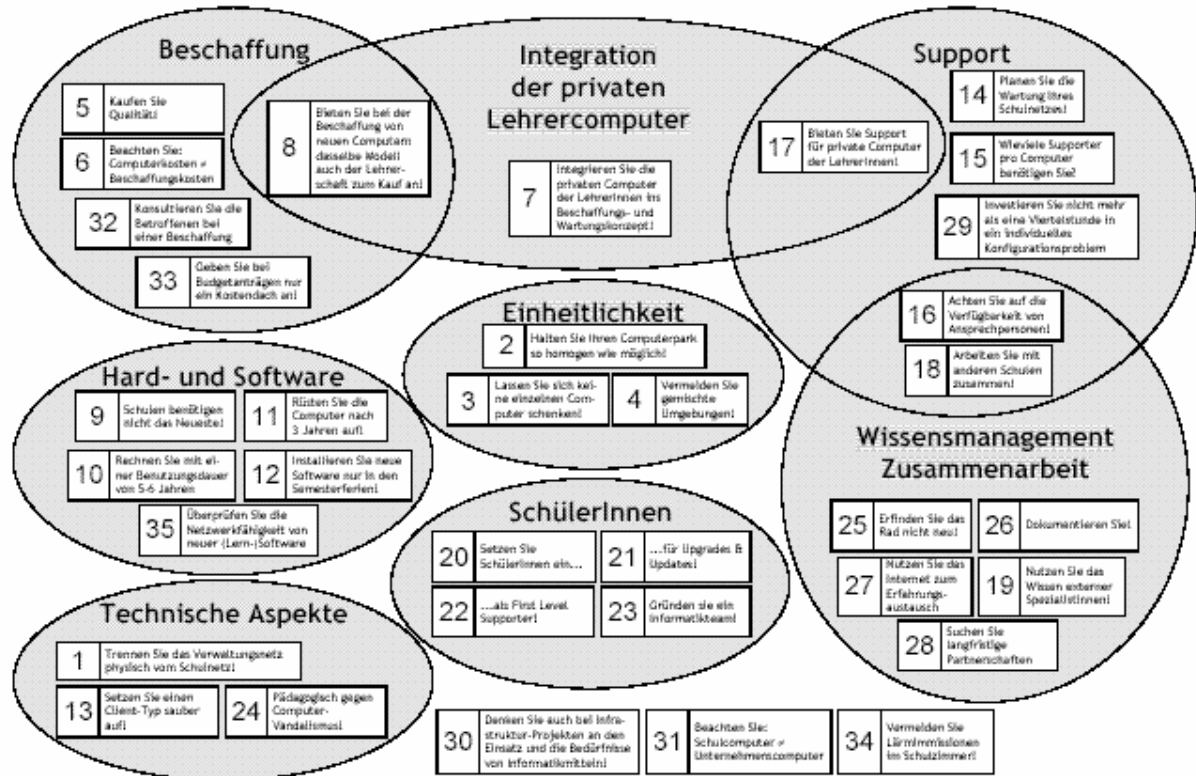 Beschaffung
5
Kaufen Sie
Qualität!
6
Beachten Sie:
Computerkosten ≠
Beschaffungskosten
32
Konsultieren Sie die
Betroffenen bei
einer Beschaffung
33
Geben Sie bei
Budgetanträgen nur
ein Kostendach an!
8
Bieten Sie bei der
Beschaffung von
neuen Computern
dasselbe Modell
auch der Lehrer-
schaft zum Kauf an!
Integration
der privaten
Lehrercomputer
7
Integrieren Sie die
privaten Computer
der LehrerInnen ins
Beschaffungs- und
Wartungskonzept!
Support
14
Planen Sie die
Wartung Ihres
Schulnetzes!
17
Bieten Sie Support
für private Computer
der LehrerInnen!
15
Wieviele Supporter
pro Computer
benötigen Sie?
29
Investieren Sie nicht mehr
als eine Viertelstunde in
ein individuelles
Konfigurationsproblem
16
Achten Sie auf die
Verfügbarkeit von
Ansprechpersonen!
18
Arbeiten Sie mit
anderen Schulen
zusammen!
Einheitlichkeit
2
Halten Sie Ihren Computerpark
so homogen wie möglich!
3
Lassen Sie sich kei-
ne einzelnen Com-
puter schenken!
4
Vermeiden Sie
gemischte
Umgebungen!
Hard- und Software
9
Schulen benötigen
nicht das Neueste!
11
Rüsten Sie die
Computer nach
3 Jahren auf!
10
Rechnen Sie mit ei-
ner Benutzungsdauer
von 5-6 Jahren
12
Installieren Sie neue
Software nur in den
Semesterferien!
35
Überprüfen Sie die
Netzwerkfähigkeit von
neuer (Lern-)Software
Wissensmanagement
Zusammenarbeit
25
Erfinden Sie das
Rad nicht neu!
26
Dokumentieren Sie!
27
Nutzen Sie das
Internet zum
Erfahrungs-
austausch
19
Nutzen Sie das
Wissen externer
SpezialistInnen!
28
Suchen Sie
langfristige
Partnerschaften
SchülerInnen
20
Setzen Sie
SchülerInnen ein...
21
...für Upgrades &
Updates!
22
...als First Level
Supporter!
23
Gründen sie ein
Informatikteam!
Technische Aspekte
1
Trennen Sie das Verwaltungsnetz
physisch vom Schulnetz!
13
Setzen Sie einen
Client-Typ sauber
auf!
24
Pädagogisch gegen
Computer-
Vandalismus!
30
Denken Sie auch bei Infra-
struktur-Projekten an den
Einsatz und die Bedürfnisse
von Informatikmitteln!
31
Beachten Sie:
Schulcomputer ≠
Unternehmenscomputer
34
Vermeiden Sie
Lärmimmissionen
im Schulzimmer!